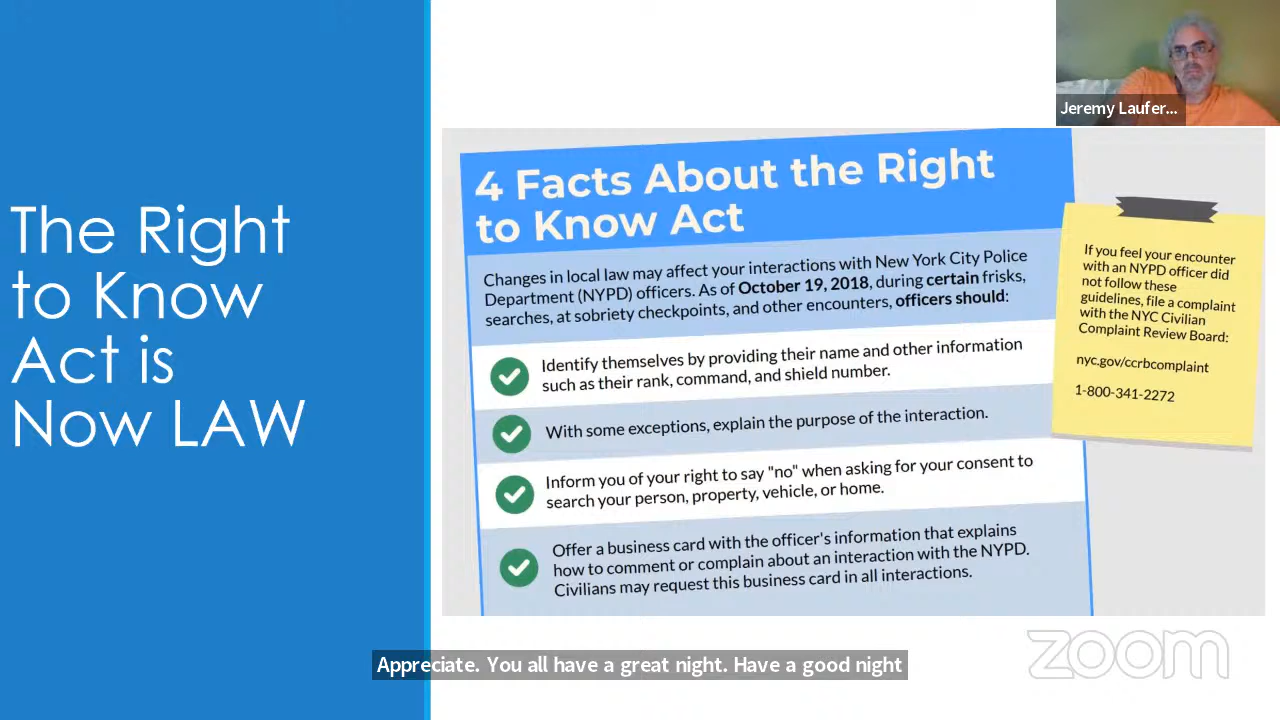 The Right
to Know
Act is
Now LAW
4 Facts About the Right
to Know Act
Changes in local law may affect your interactions with New York City Police
Department (NYPD) officers. As of October 19, 2018, during certain frisks,
searches, at sobriety checkpoints, and other encounters, officers should:
Identify themselves by providing their name and other information
such as their rank, command, and shield number.
With some exceptions, explain the purpose of the interaction.
Inform you of your right to say "no" when asking for your consent to
search your person, property, vehicle, or home.
Offer a business card with the officer's information that explains
how to comment or complain about an interaction with the NYPD.
Civilians may request this business card in all interactions.
If you feel your encounter
with an NYPD officer did
not follow these
guidelines, file a complaint
with the NYC Civilian
Complaint Review Board:
nyc.gov/ccrbcomplaint
1-800-341-2272
Jeremy Laufer...
Appreciate. You all have a great night. Have a good night
zoom